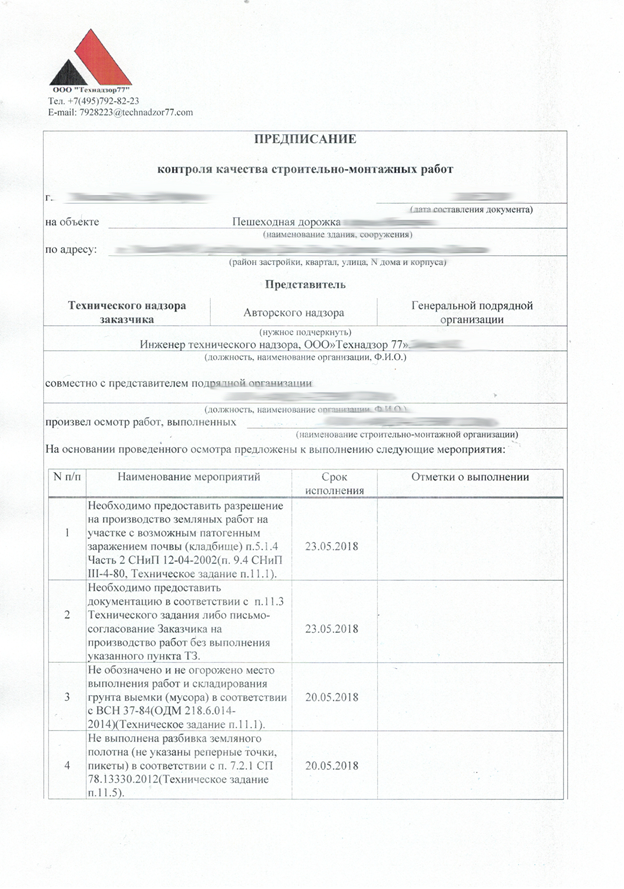 ООО "Технадзор77"
Тел. +7(495)792-82-23
E-mail: 7928223@technadzor77.com
ПРЕДПИСАНИЕ
контроля качества строительно-монтажных работ
г.
(дата составления документа)
на объекте Пешеходная дорожка
(наименование здания, сооружения)
по адресу:
(район застройки, квартал, улица, N дома и корпуса)
Представитель
Технического надзора заказчика Авторского надзора Генеральной подрядной организации
(нужное подчеркнуть)
Инженер технического надзора, ООО»Технадзор 77».
(должность, наименование организации, Ф.И.О.)
совместно с представителем подрядной организации
(должность, наименование организации, Ф.И.О.)
произвел осмотр работ, выполненных
(наименование строительно-монтажной организации)
На основании проведенного осмотра предложены к выполнению следующие мероприятия:
N п/п Наименование мероприятий Срок исполнения Отметки о выполнении
1
Необходимо предоставить разрешение
на производство земляных работ на
участке с возможным патогенным
заражением почвы (кладбище) п.5.1.4
Часть 2 СНиП 12-04-2002(п. 9.4 СНиП
III-4-80, Техническое задание п.11.1).
23.05.2018
2
Необходимо предоставить
документацию в соответствии с п.11.3
Технического задания либо письмо-
согласование Заказчика на
производство работ без выполнения
указанного пункта ТЗ.
23.05.2018
3
Не обозначено и не огорожено место
выполнения работ и складирования
грунта выемки (мусора) в соответствии
с ВСН 37-84(ОДМ 218.6.014-
2014)(Техническое задание п.11.1).
20.05.2018
4
Не выполнена разбивка земляного
полотна (не указаны реперные точки,
пикеты) в соответствии с п. 7.2.1 СП
78.13330.2012(Техническое задание
п.11.5).
20.05.2018